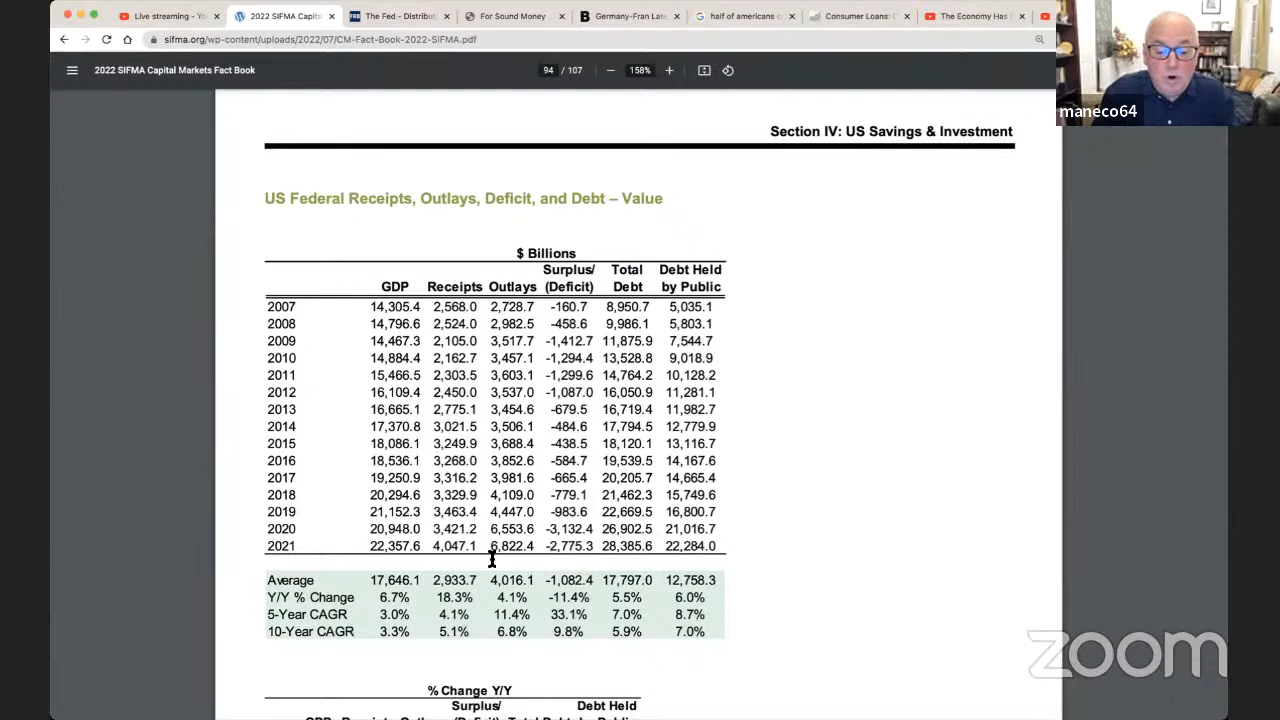 Live streaming - Yo
2022 SIFMA Capita
The Fed - Distribut
For Sound Money
Germany-Fran Late
half of americans c
Consumer Loans:
The Economy Has
sifma.org/wp-content/uploads/2022/07/CM-Fact-Book-2022-SIFMA.pdf
2022 SIFMA Capital Markets Fact Book
94 / 107
158%
maneco64
Section IV: US Savings & Investment
US Federal Receipts, Outlays, Deficit, and Debt – Value
$ Billions
Surplus/ Total Debt Held
GDP Receipts Outlays (Deficit) Debt by Public
2007 14,305.4 2,568.0 2,728.7 -160.7 8,950.7 5,035.1
2008 14,796.6 2,524.0 2,982.5 -458.6 9,986.1 5,803.1
2009 14,467.3 2,105.0 3,517.7 -1,412.7 11,875.9 7,544.7
2010 14,884.4 2,162.7 3,457.1 -1,294.4 13,528.8 9,018.9
2011 15,466.5 2,303.5 3,603.1 -1,299.6 14,764.2 10,128.2
2012 16,109.4 2,450.0 3,537.0 -1,087.0 16,050.9 11,281.1
2013 16,665.1 2,775.1 3,454.6 -679.5 16,719.4 11,982.7
2014 17,370.8 3,021.5 3,506.1 -484.6 17,794.5 12,779.9
2015 18,086.1 3,249.9 3,688.4 -438.5 18,120.1 13,116.7
2016 18,536.1 3,268.0 3,852.6 -584.7 19,539.5 14,167.6
2017 19,250.9 3,316.2 3,981.6 -665.4 20,205.7 14,665.4
2018 20,294.6 3,329.9 4,109.0 -779.1 21,462.3 15,749.6
2019 21,152.3 3,463.4 4,447.0 -983.6 22,669.5 16,800.7
2020 20,948.0 3,421.2 6,553.6 -3,132.4 26,902.5 21,016.7
2021 22,357.6 4,047.1 6,822.4 -2,775.3 28,385.6 22,284.0
Average 17,646.1 2,933.7 4,016.1 -1,082.4 17,797.0 12,758.3
Y/Y % Change 6.7% 18.3% 4.1% -11.4% 5.5% 6.0%
5-Year CAGR 3.0% 4.1% 11.4% 33.1% 7.0% 8.7%
10-Year CAGR 3.3% 5.1% 6.8% 9.8% 5.9% 7.0%
% Change Y/Y
Surplus/ Debt Held
zoom